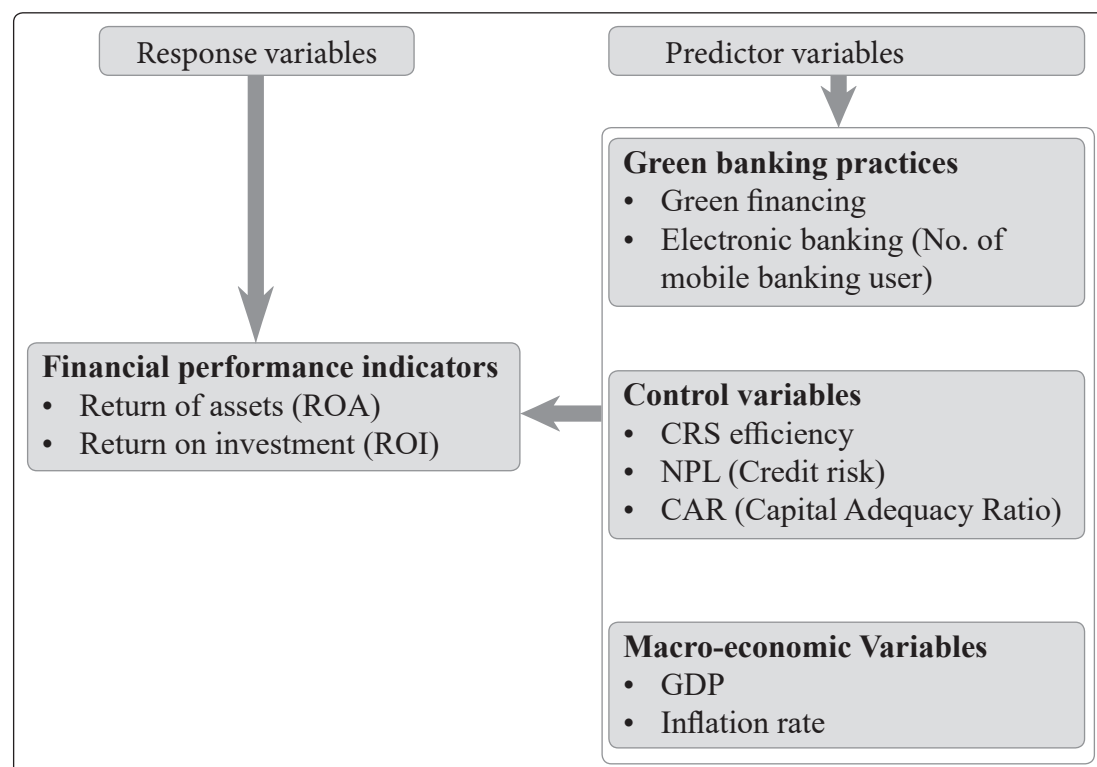 Response variables
Predictor variables
Green banking practices
• Green financing
• Electronic banking (No. of
mobile banking user)
Financial performance indicators
• Return of assets (ROA)
• Return on investment (ROI)
Control variables
• CRS efficiency
• NPL (Credit risk)
• CAR (Capital Adequacy Ratio)
Macro-economic Variables
• GDP
• Inflation rate